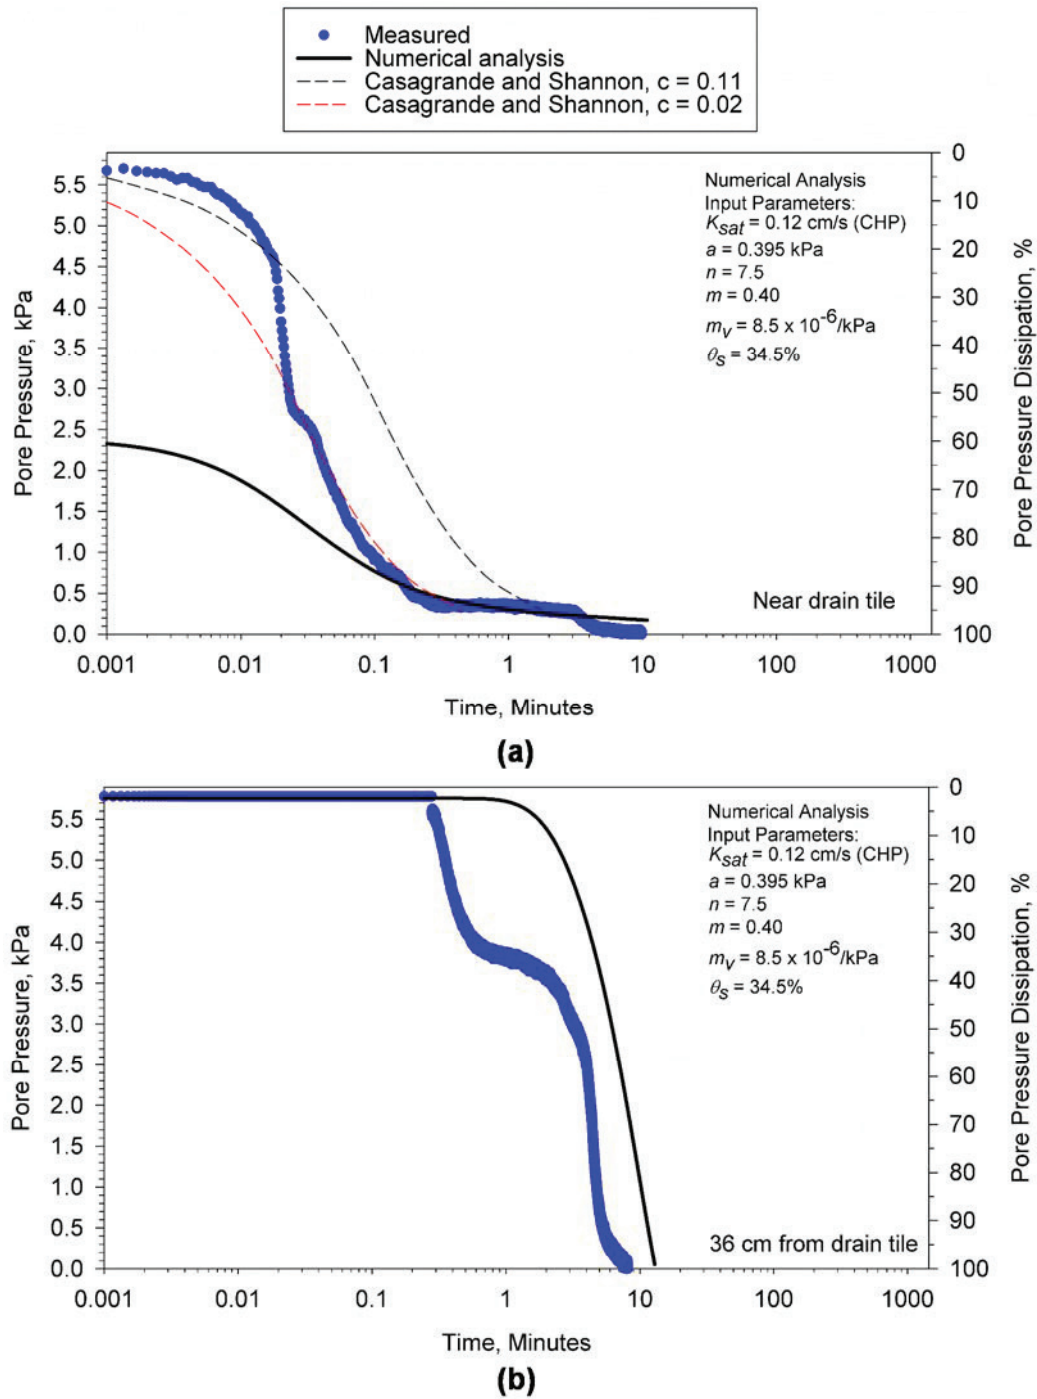 Measured
Numerical analysis
Casagrande and Shannon, c = 0.11
Casagrande and Shannon, c = 0.02
5.5
5.0
4.5
4.0
3.5
3.0
2.5
2.0
1.5
1.0
0.5
0.0
Pore Pressure, kPa
0
10
20
30
40
50
60
70
80
90
100
Pore Pressure Dissipation, %
Numerical Analysis
Input Parameters:
Ksat = 0.12 cm/s (CHP)
a = 0.395 kPa
n = 7.5
m = 0.40
mv = 8.5 x 10-6/kPa
θs = 34.5%
Near drain tile
0.001 0.01 0.1 1 10 100 1000
Time, Minutes
(a)
5.5
5.0
4.5
4.0
3.5
3.0
2.5
2.0
1.5
1.0
0.5
0.0
Pore Pressure, kPa
0
10
20
30
40
50
60
70
80
90
100
Pore Pressure Dissipation, %
Numerical Analysis
Input Parameters:
Ksat = 0.12 cm/s (CHP)
a = 0.395 kPa
n = 7.5
m = 0.40
mv = 8.5 x 10-6/kPa
θs = 34.5%
36 cm from drain tile
0.001 0.01 0.1 1 10 100 1000
Time, Minutes
(b)